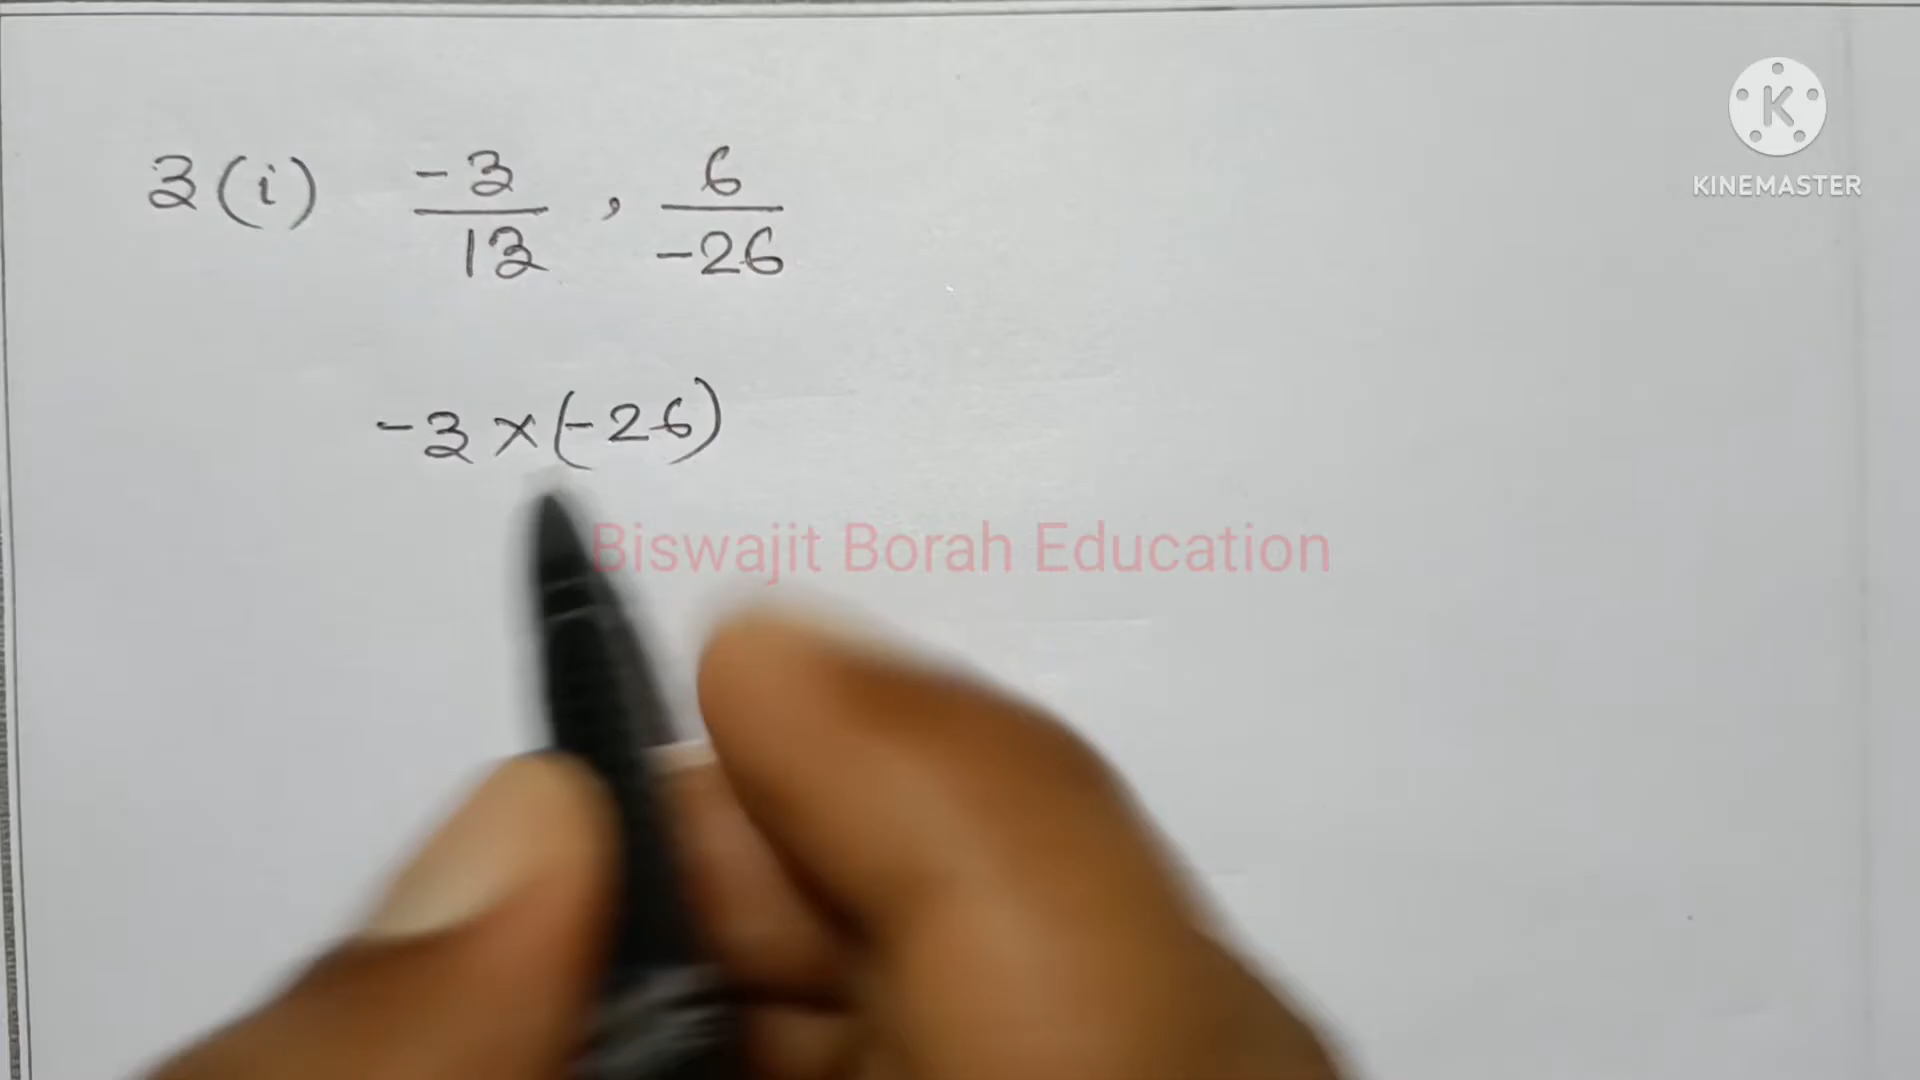 3(i) -3/13 , 6/-26
KINEMASTER
-3×(-26)
Biswajit Borah Education